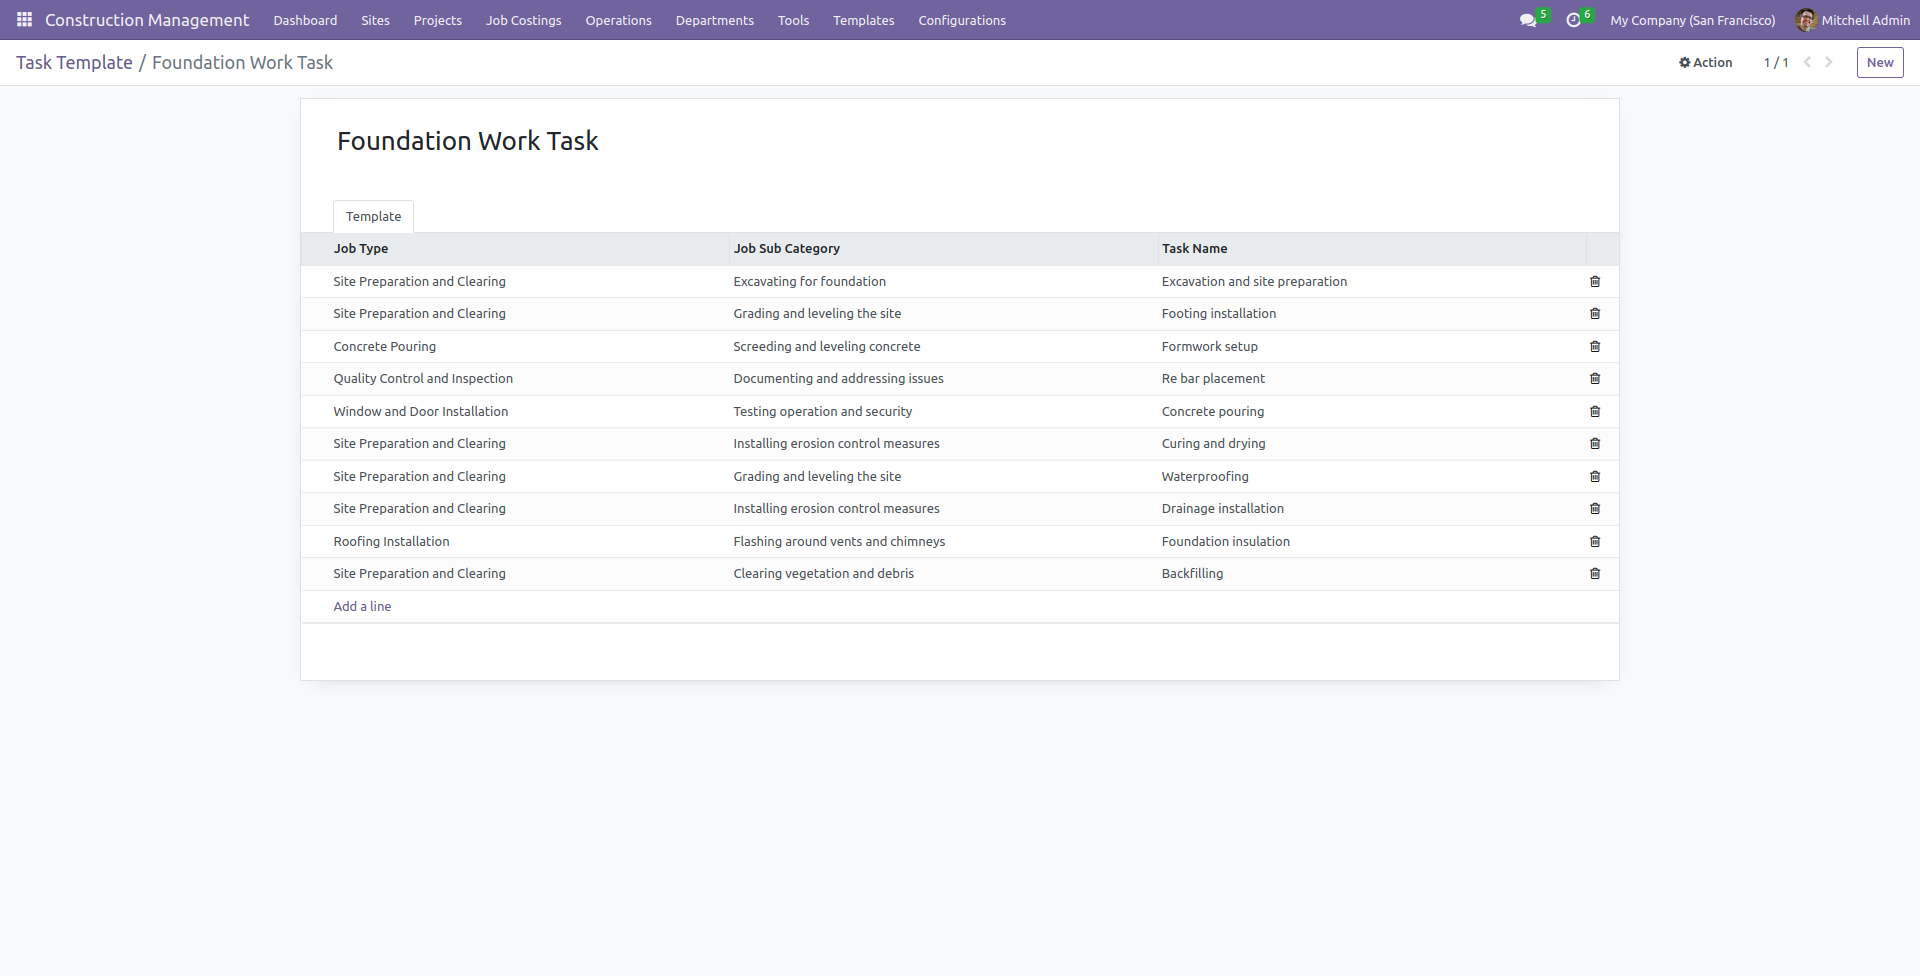 Construction Management Dashboard Sites Projects Job Costings Operations Departments Tools Templates Configurations 5 6 My Company (San Francisco) Mitchell Admin
Task Template / Foundation Work Task Action 1 / 1 New
Foundation Work Task
Template
Job Type Job Sub Category Task Name
Site Preparation and Clearing Excavating for foundation Excavation and site preparation
Site Preparation and Clearing Grading and leveling the site Footing installation
Concrete Pouring Screeding and leveling concrete Formwork setup
Quality Control and Inspection Documenting and addressing issues Re bar placement
Window and Door Installation Testing operation and security Concrete pouring
Site Preparation and Clearing Installing erosion control measures Curing and drying
Site Preparation and Clearing Grading and leveling the site Waterproofing
Site Preparation and Clearing Installing erosion control measures Drainage installation
Roofing Installation Flashing around vents and chimneys Foundation insulation
Site Preparation and Clearing Clearing vegetation and debris Backfilling
Add a line